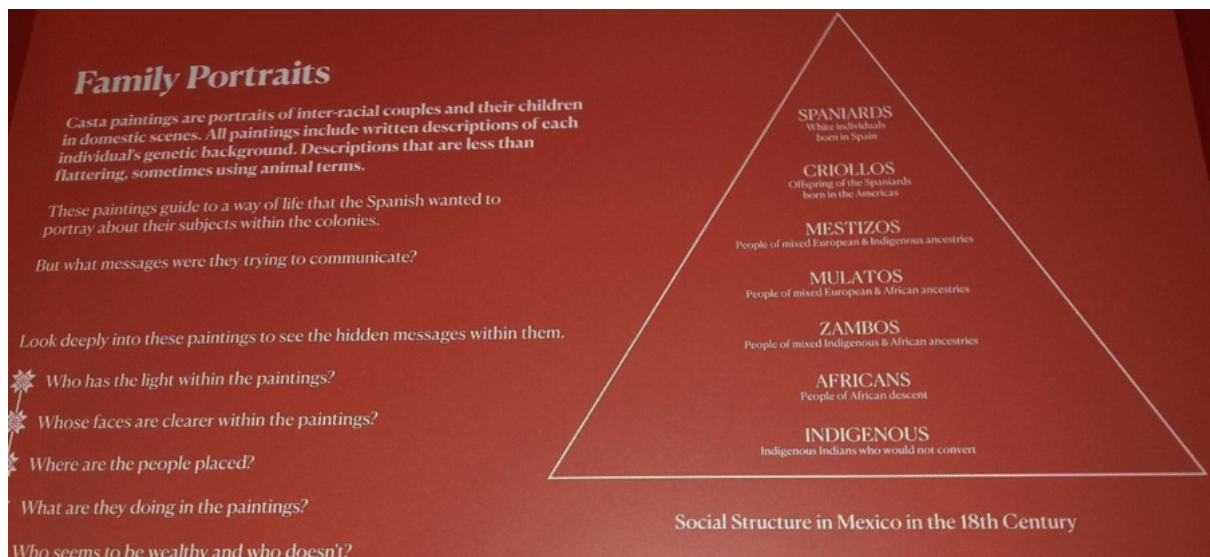 Family Portraits
Casta paintings are portraits of inter-racial couples and their children
in domestic scenes. All paintings include written descriptions of each
individual's genetic background. Descriptions that are less than
flattering, sometimes using animal terms.
These paintings guide to a way of life that the Spanish wanted to
portray about their subjects within the colonies.
But what messages were they trying to communicate?
Look deeply into these paintings to see the hidden messages within them.
Who has the light within the paintings?
Whose faces are clearer within the paintings?
Where are the people placed?
What are they doing in the paintings?
Who seems to be wealthy and who doesn't?
SPANIARDS
White individuals
born in Spain
CRIOLLOS
Offspring of the Spaniards
born in the Americas
MESTIZOS
People of mixed European & Indigenous ancestries
MULATOS
People of mixed European & African ancestries
ZAMBOS
People of mixed Indigenous & African ancestries
AFRICANS
People of African descent
INDIGENOUS
Indigenous Indians who would not convert
Social Structure in Mexico in the 18th Century